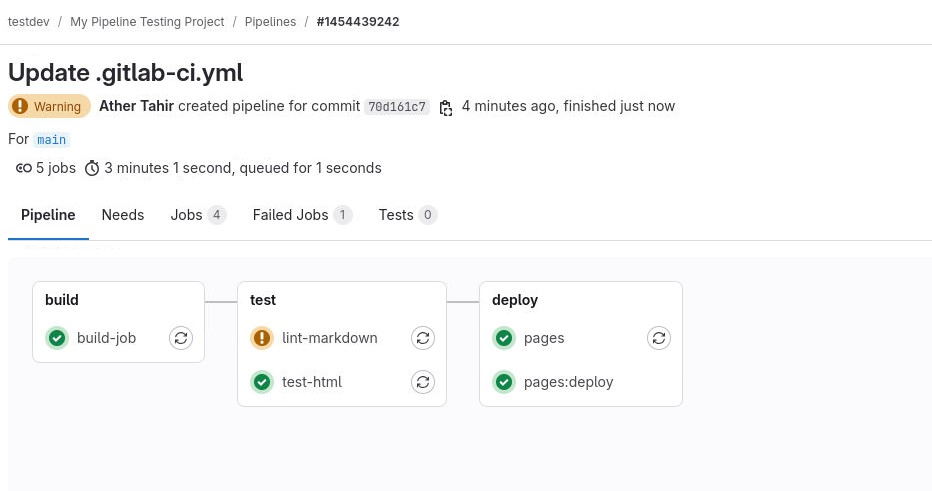 testdev / My Pipeline Testing Project / Pipelines / #1454439242
Update .gitlab-ci.yml
Warning Ather Tahir created pipeline for commit 70d161c7 4 minutes ago, finished just now
For main
5 jobs 3 minutes 1 second, queued for 1 seconds
Pipeline Needs Jobs 4 Failed Jobs 1 Tests 0
build test deploy
build-job lint-markdown pages
test-html pages:deploy